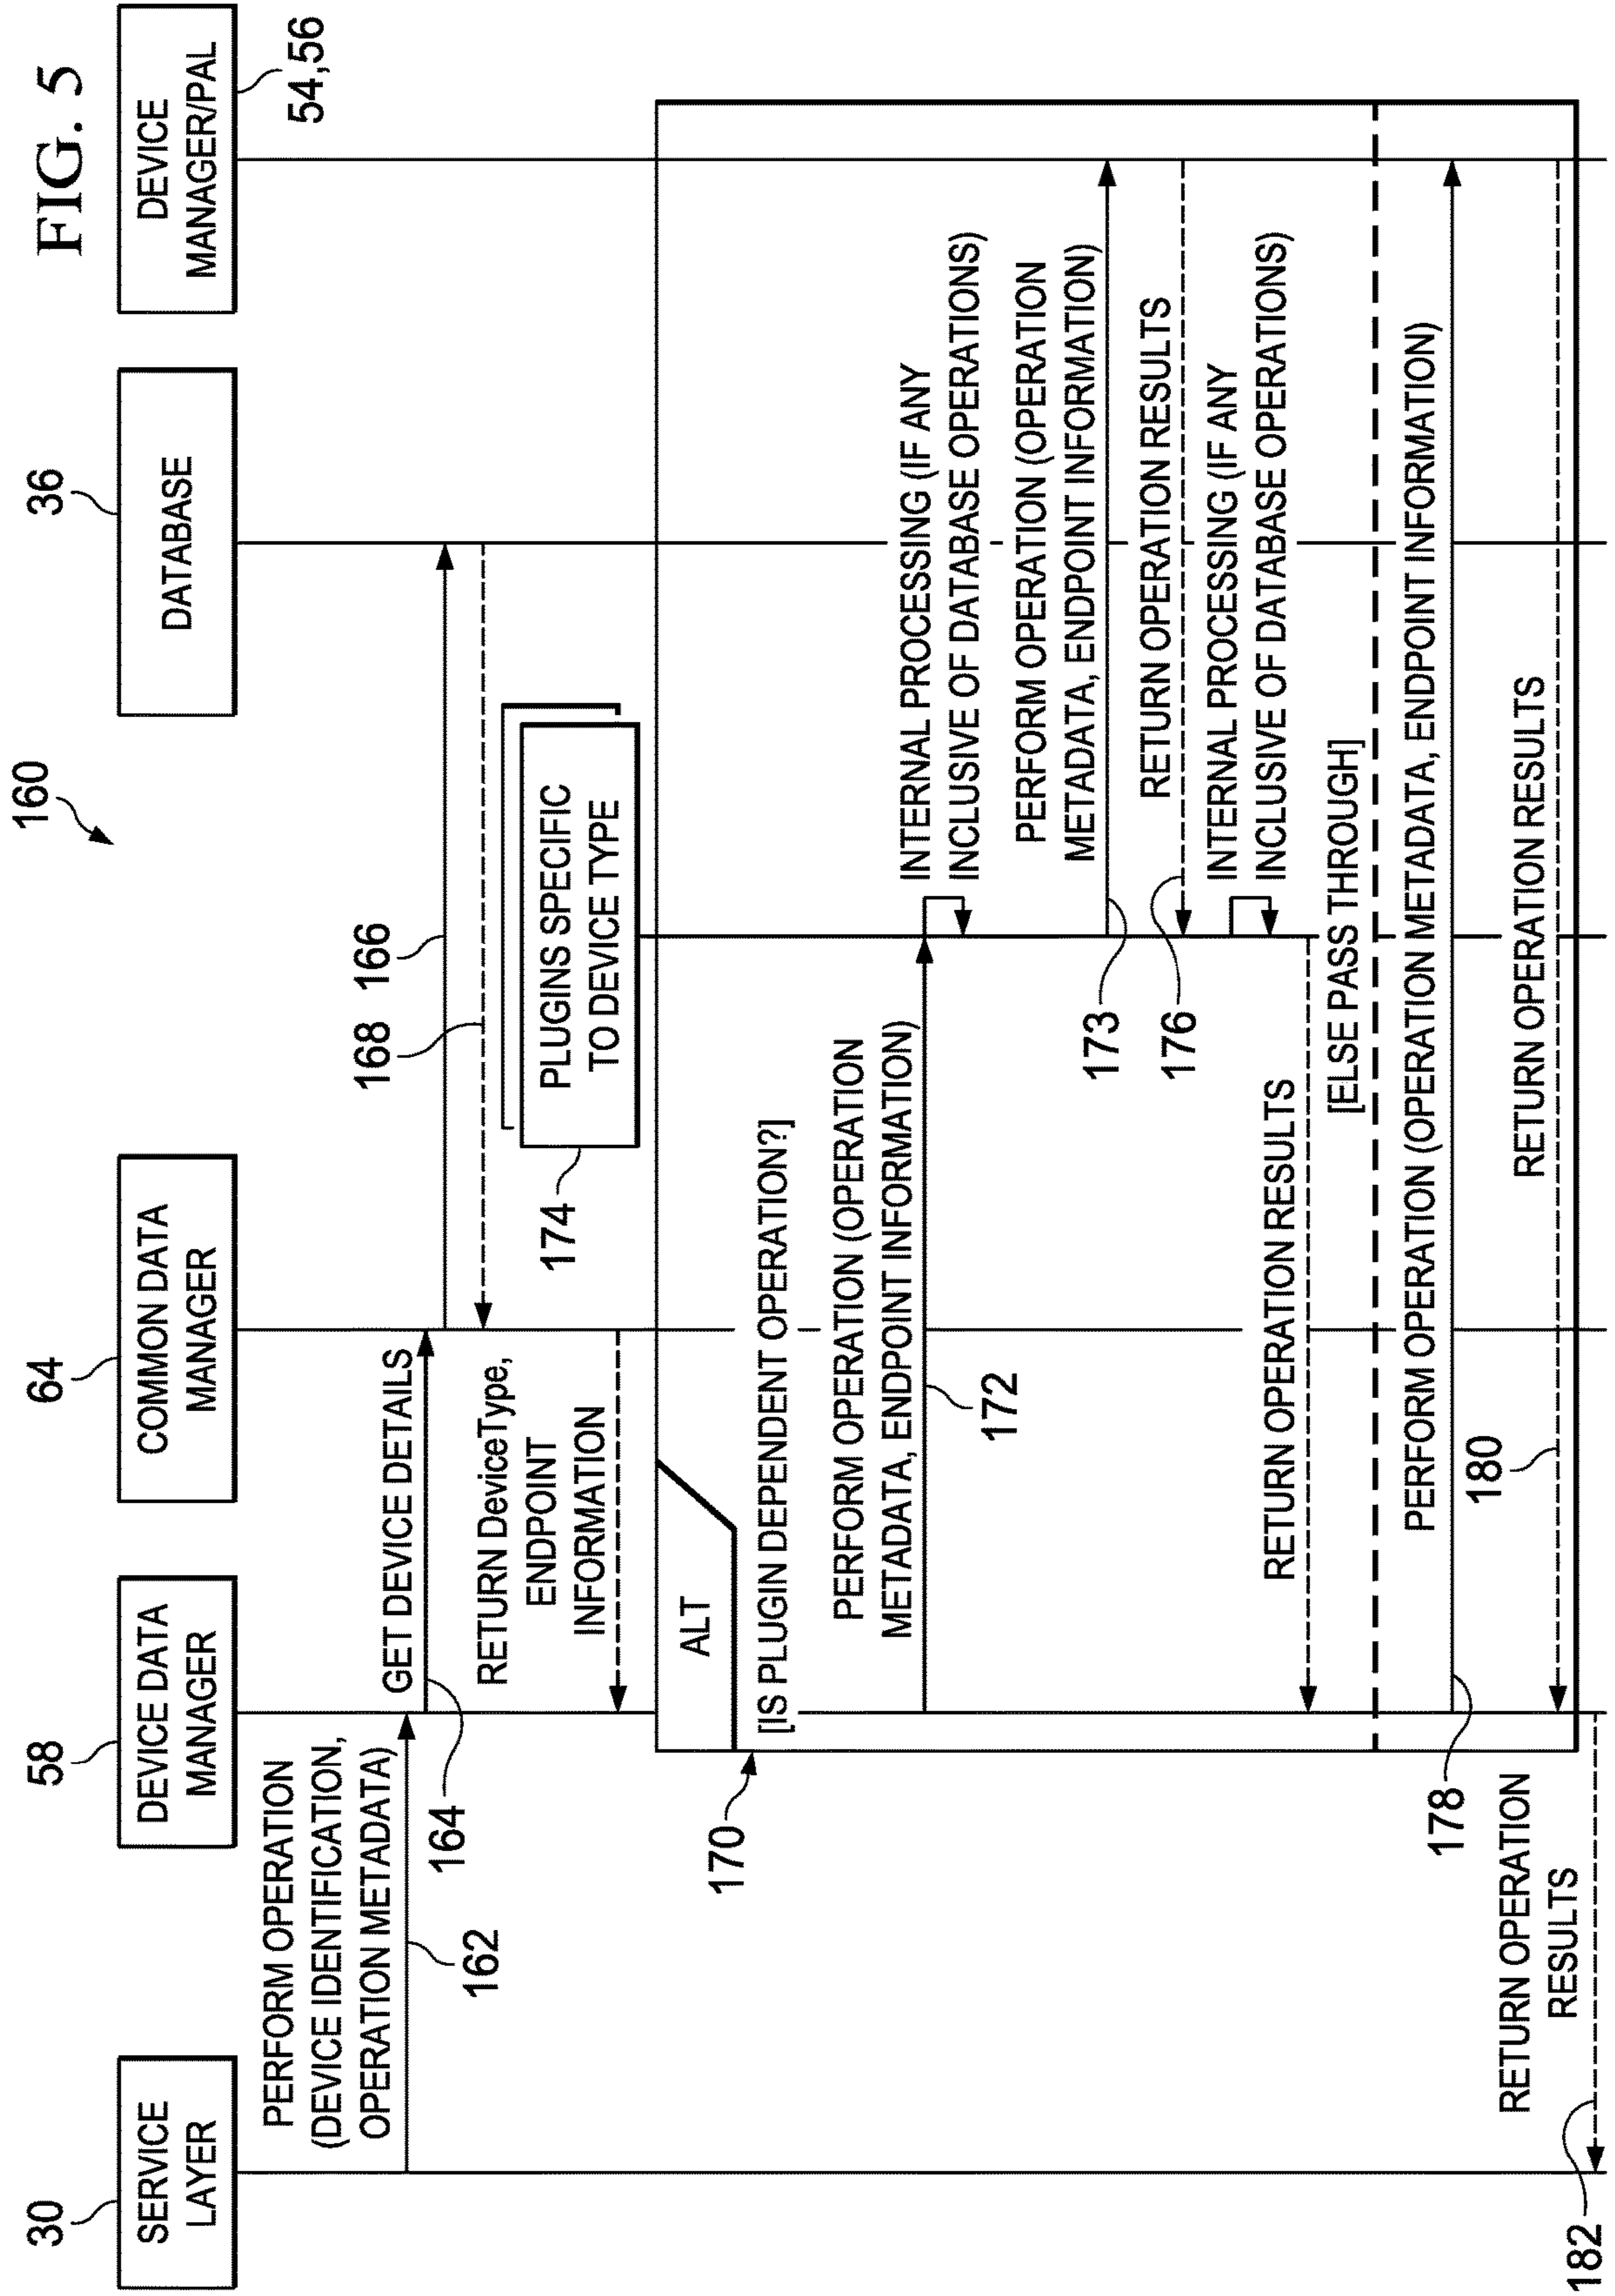 FIG. 5
160
30
SERVICE
LAYER
58
DEVICE DATA
MANAGER
64
COMMON DATA
MANAGER
36
DATABASE
DEVICE
MANAGER/PAL
54,56
PERFORM OPERATION
(DEVICE IDENTIFICATION,
OPERATION METADATA)
162
GET DEVICE DETAILS
164
166
168
RETURN DeviceType,
ENDPOINT
INFORMATION
PLUGINS SPECIFIC
TO DEVICE TYPE
174
ALT
170
[IS PLUGIN DEPENDENT OPERATION?]
PERFORM OPERATION (OPERATION
METADATA, ENDPOINT INFORMATION)
172
INTERNAL PROCESSING (IF ANY
INCLUSIVE OF DATABASE OPERATIONS)
PERFORM OPERATION (OPERATION
METADATA, ENDPOINT INFORMATION)
173
RETURN OPERATION RESULTS
176
INTERNAL PROCESSING (IF ANY
INCLUSIVE OF DATABASE OPERATIONS)
RETURN OPERATION RESULTS
[ELSE PASS THROUGH]
PERFORM OPERATION (OPERATION METADATA, ENDPOINT INFORMATION)
178
RETURN OPERATION RESULTS
180
RETURN OPERATION
RESULTS
182